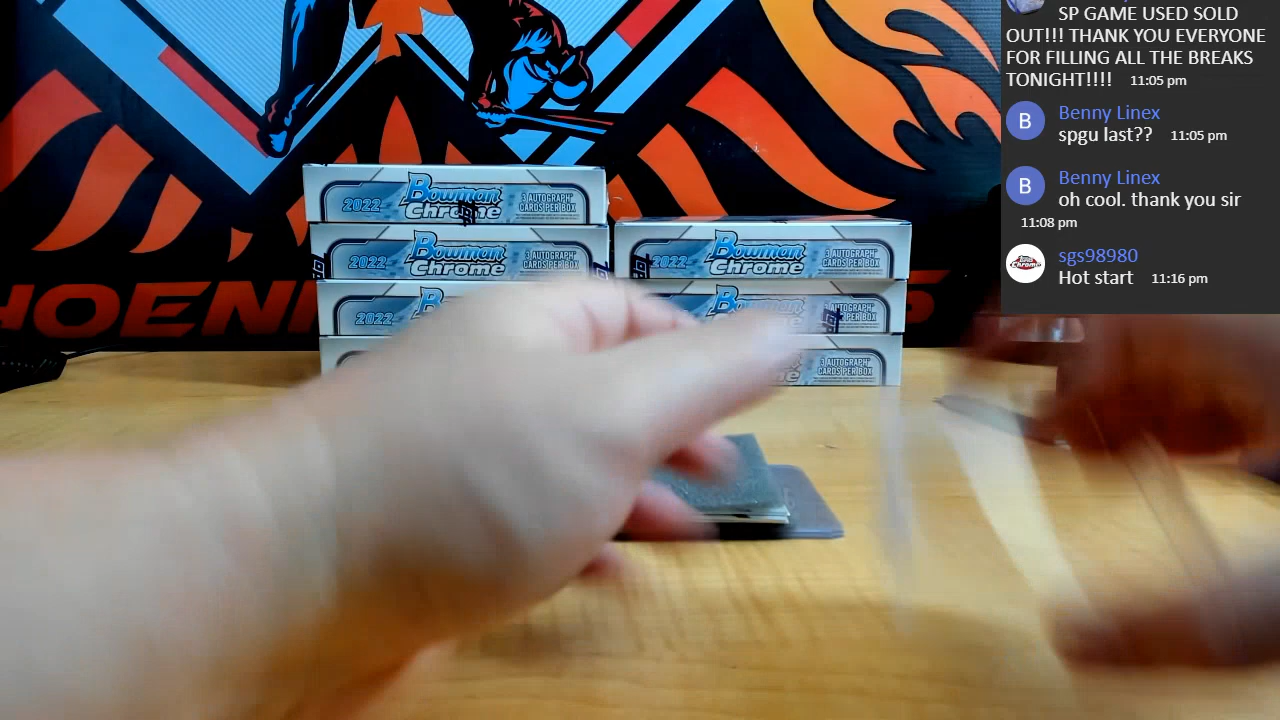 SP GAME USED SOLD
OUT!!! THANK YOU EVERYONE
FOR FILLING ALL THE BREAKS
TONIGHT!!!! 11:05 pm
B Benny Linex
spgu last?? 11:05 pm
B Benny Linex
oh cool. thank you sir
11:08 pm
sgs98980
Hot start 11:16 pm
2022 Bowman Chrome 3 AUTOGRAPH CARDS PER BOX
2022 Bowman Chrome 3 AUTOGRAPH CARDS PER BOX
2022 Bowman Chrome 3 AUTOGRAPH CARDS PER BOX
2022
AUTOGRAPH PER BOX
3 AUTOGRAPH CARDS PER BOX
HOENI